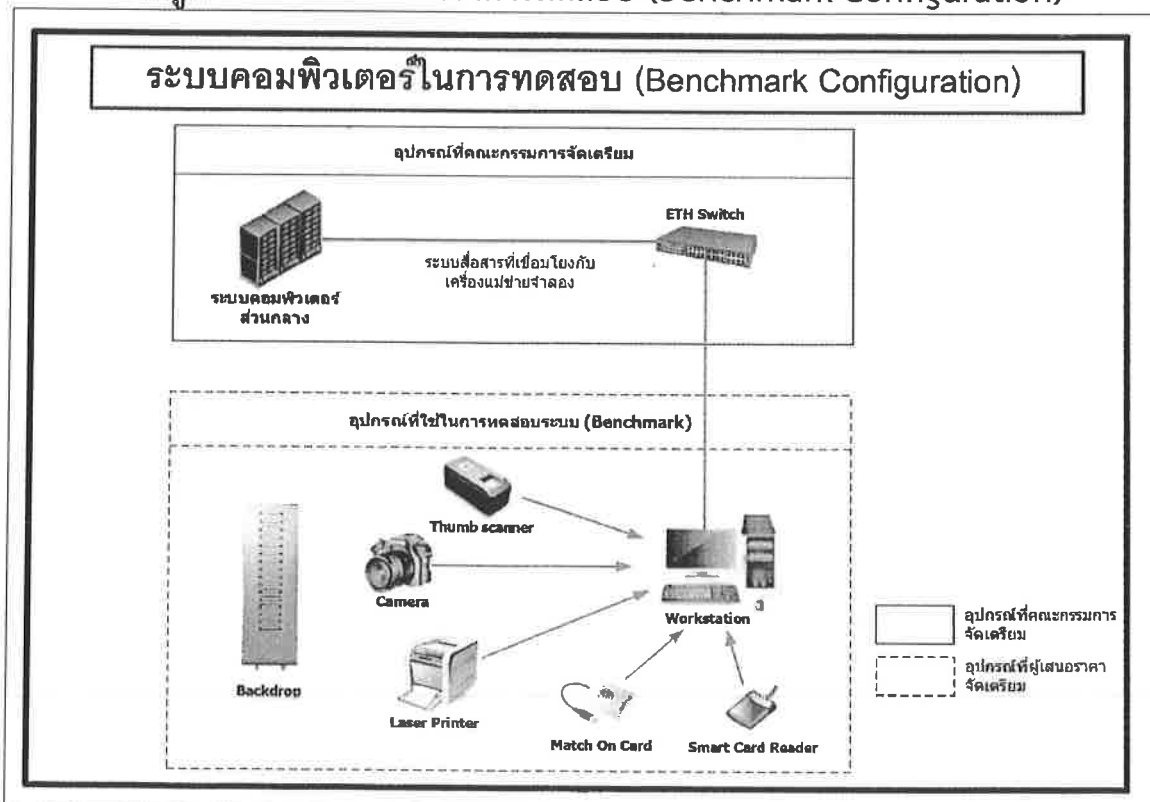 (Benchmark Configuration)
ระบบคอมพิวเตอร์ในการทดสอบ (Benchmark Configuration)
อุปกรณ์ที่คณะกรรมการจัดเตรียม
ETH Switch
ระบบสื่อสารที่เชื่อมโยงกับ
เครื่องแม่ข่ายจำลอง
ระบบคอมพิวเตอร์
ส่วนกลาง
อุปกรณ์ที่ใช้ในการทดสอบระบบ (Benchmark)
Thumb scanner
Camera
Workstation
Backdrop
Laser Printer
Match On Card
Smart Card Reader
อุปกรณ์ที่คณะกรรมการ
จัดเตรียม
อุปกรณ์ที่ผู้เสนอราคา
จัดเตรียม